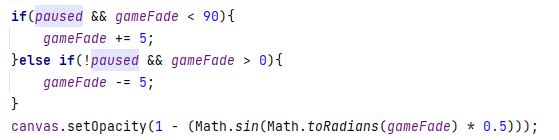 if(paused && gameFade < 90){
    gameFade += 5;
}else if(!paused && gameFade > 0){
    gameFade -= 5;
}
canvas.setOpacity(1 - (Math.sin(Math.toRadians(gameFade) * 0.5)));